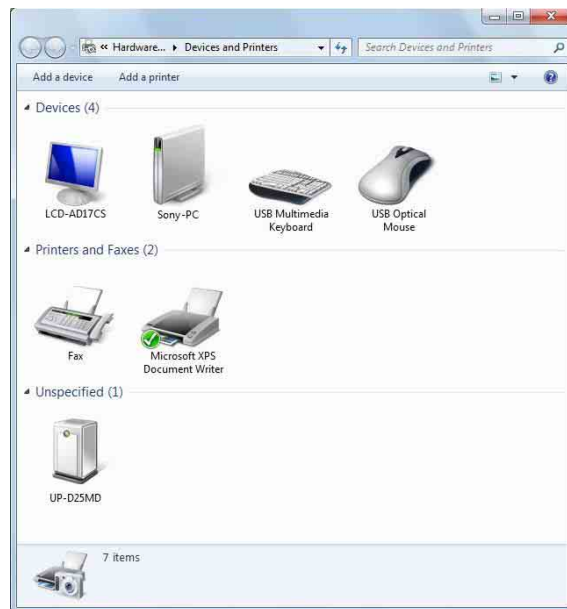 « Hardware... ▸ Devices and Printers
Search Devices and Printers
Add a device Add a printer
Devices (4)
LCD-AD17CS
Sony-PC
USB Multimedia
Keyboard
USB Optical
Mouse
Printers and Faxes (2)
Fax
Microsoft XPS
Document Writer
Unspecified (1)
UP-D25MD
7 items